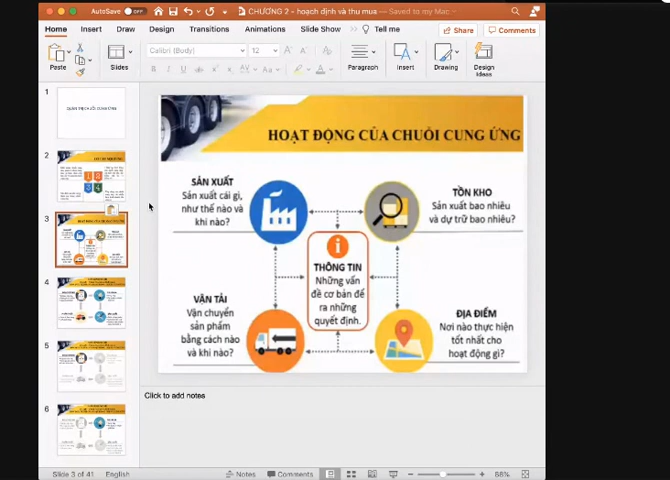 AutoSave OFF
CHƯƠNG 2 - hoạch định và thu mua — Saved to my Mac
Home Insert Draw Design Transitions Animations Slide Show >> Tell me
Share Comments
Calibri (Body) 12
Paste Slides Paragraph Insert Drawing Design
Ideas
1
2
3
4
5
6
HOẠT ĐỘNG CỦA CHUỖI CUNG ỨNG
SẢN XUẤT
Sản xuất cái gì,
như thế nào và
khi nào?
TỒN KHO
Sản xuất bao nhiêu
và dự trữ bao nhiêu?
THÔNG TIN
Những vấn
đề cơ bản để
ra những
quyết định.
VẬN TẢI
Vận chuyển
sản phẩm
bằng cách nào
và khi nào?
ĐỊA ĐIỂM
Nơi nào thực hiện
tốt nhất cho
hoạt động gì?
Click to add notes
Slide 3 of 41 English Notes Comments 88%